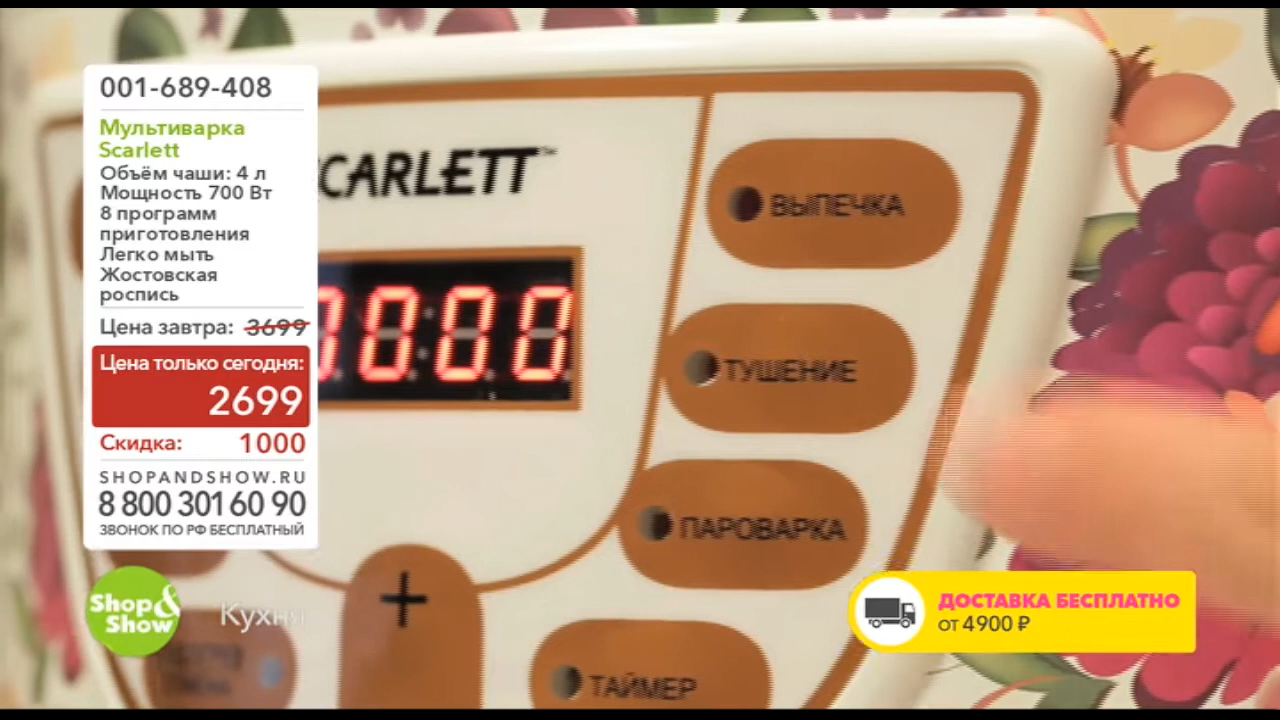 001-689-408
Мультиварка
Scarlett
Объём чаши: 4 л
Мощность 700 Вт
8 программ
приготовления
Легко мыть
Жостовская
роспись
Цена завтра: 3699
Цена только сегодня:
2699
Скидка: 1000
SHOPANDSHOW.RU
8 800 301 60 90
ЗВОНОК ПО РФ БЕСПЛАТНЫЙ
Shop &
Show
Кухня
SCARLETT™
0000
ВЫПЕЧКА
ТУШЕНИЕ
ПАРОВАРКА
+
ТАЙМЕР
ДОСТАВКА БЕСПЛАТНО
ОТ 4900 ₽